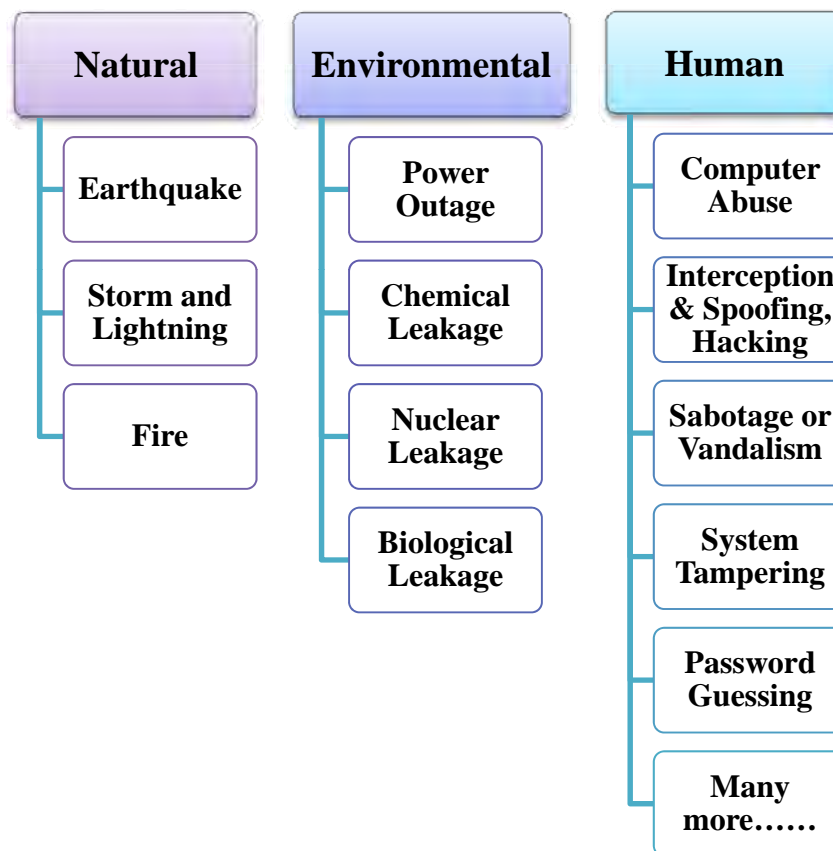 Natural
Earthquake
Storm and
Lightning
Fire
Environmental
Power
Outage
Chemical
Leakage
Nuclear
Leakage
Biological
Leakage
Human
Computer
Abuse
Interception
& Spoofing,
Hacking
Sabotage or
Vandalism
System
Tampering
Password
Guessing
Many
more……